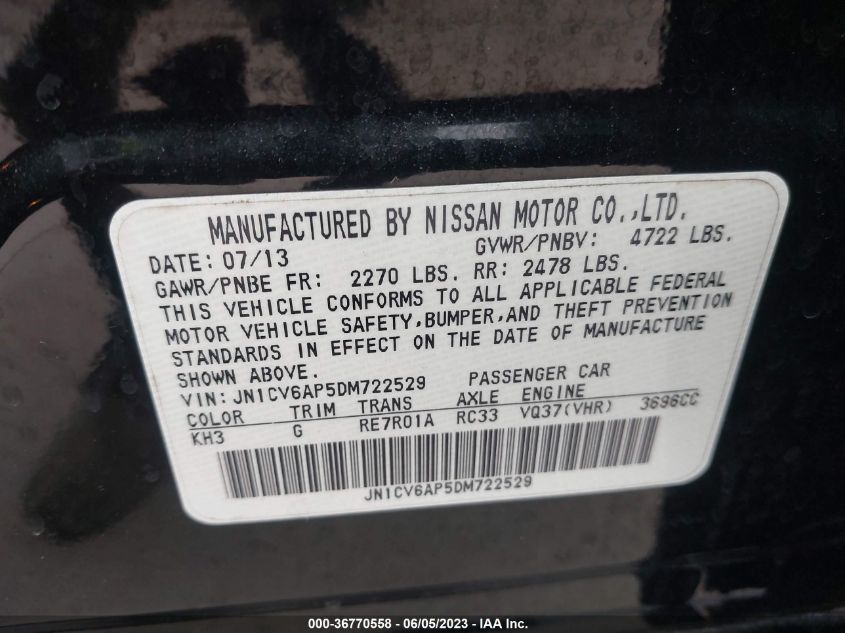 MANUFACTURED BY NISSAN MOTOR CO.,LTD.
DATE: 07/13 GVWR/PNBV: 4722 LBS.
GAWR/PNBE FR: 2270 LBS. RR: 2478 LBS.
THIS VEHICLE CONFORMS TO ALL APPLICABLE FEDERAL
MOTOR VEHICLE SAFETY,BUMPER,AND THEFT PREVENTION
STANDARDS IN EFFECT ON THE DATE OF MANUFACTURE
SHOWN ABOVE.
VIN: JN1CV6AP5DM722529 PASSENGER CAR
COLOR TRIM TRANS AXLE ENGINE
KH3 G RE7R01A RC33 VQ37(VHR) 3696CC
JN1CV6AP5DM722529
000-36770558 - 06/05/2023 - IAA Inc.